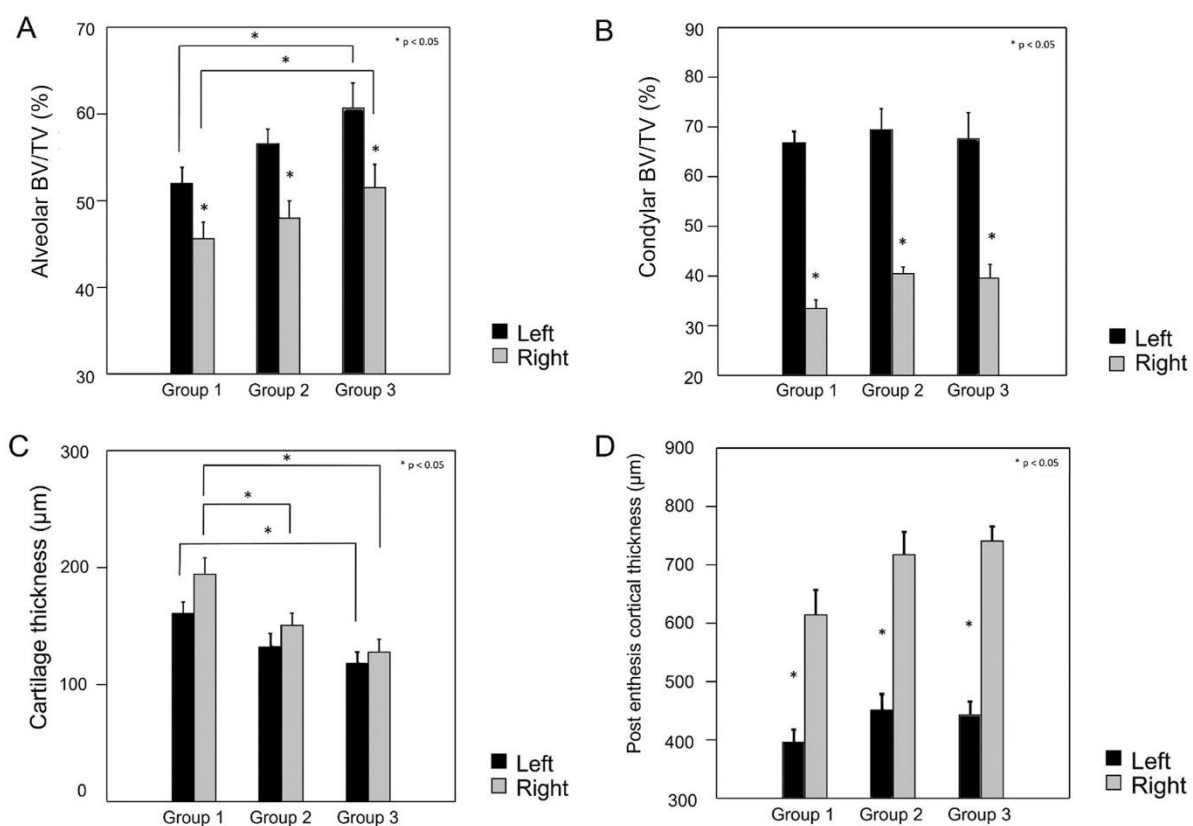 A
Alveolar BV/TV (%)
70
60
50
40
30
* p < 0.05
*
*
*
*
*
Group 1 Group 2 Group 3
Left
Right
B
Condylar BV/TV (%)
90
80
70
60
50
40
30
20
* p < 0.05
*
*
*
Group 1 Group 2 Group 3
Left
Right
C
Cartilage thickness (μm)
300
200
100
0
* p < 0.05
*
*
*
Group 1 Group 2 Group 3
Left
Right
D
Post enthesis cortical thickness (μm)
900
800
700
600
500
400
300
* p < 0.05
*
*
*
Group 1 Group 2 Group 3
Left
Right